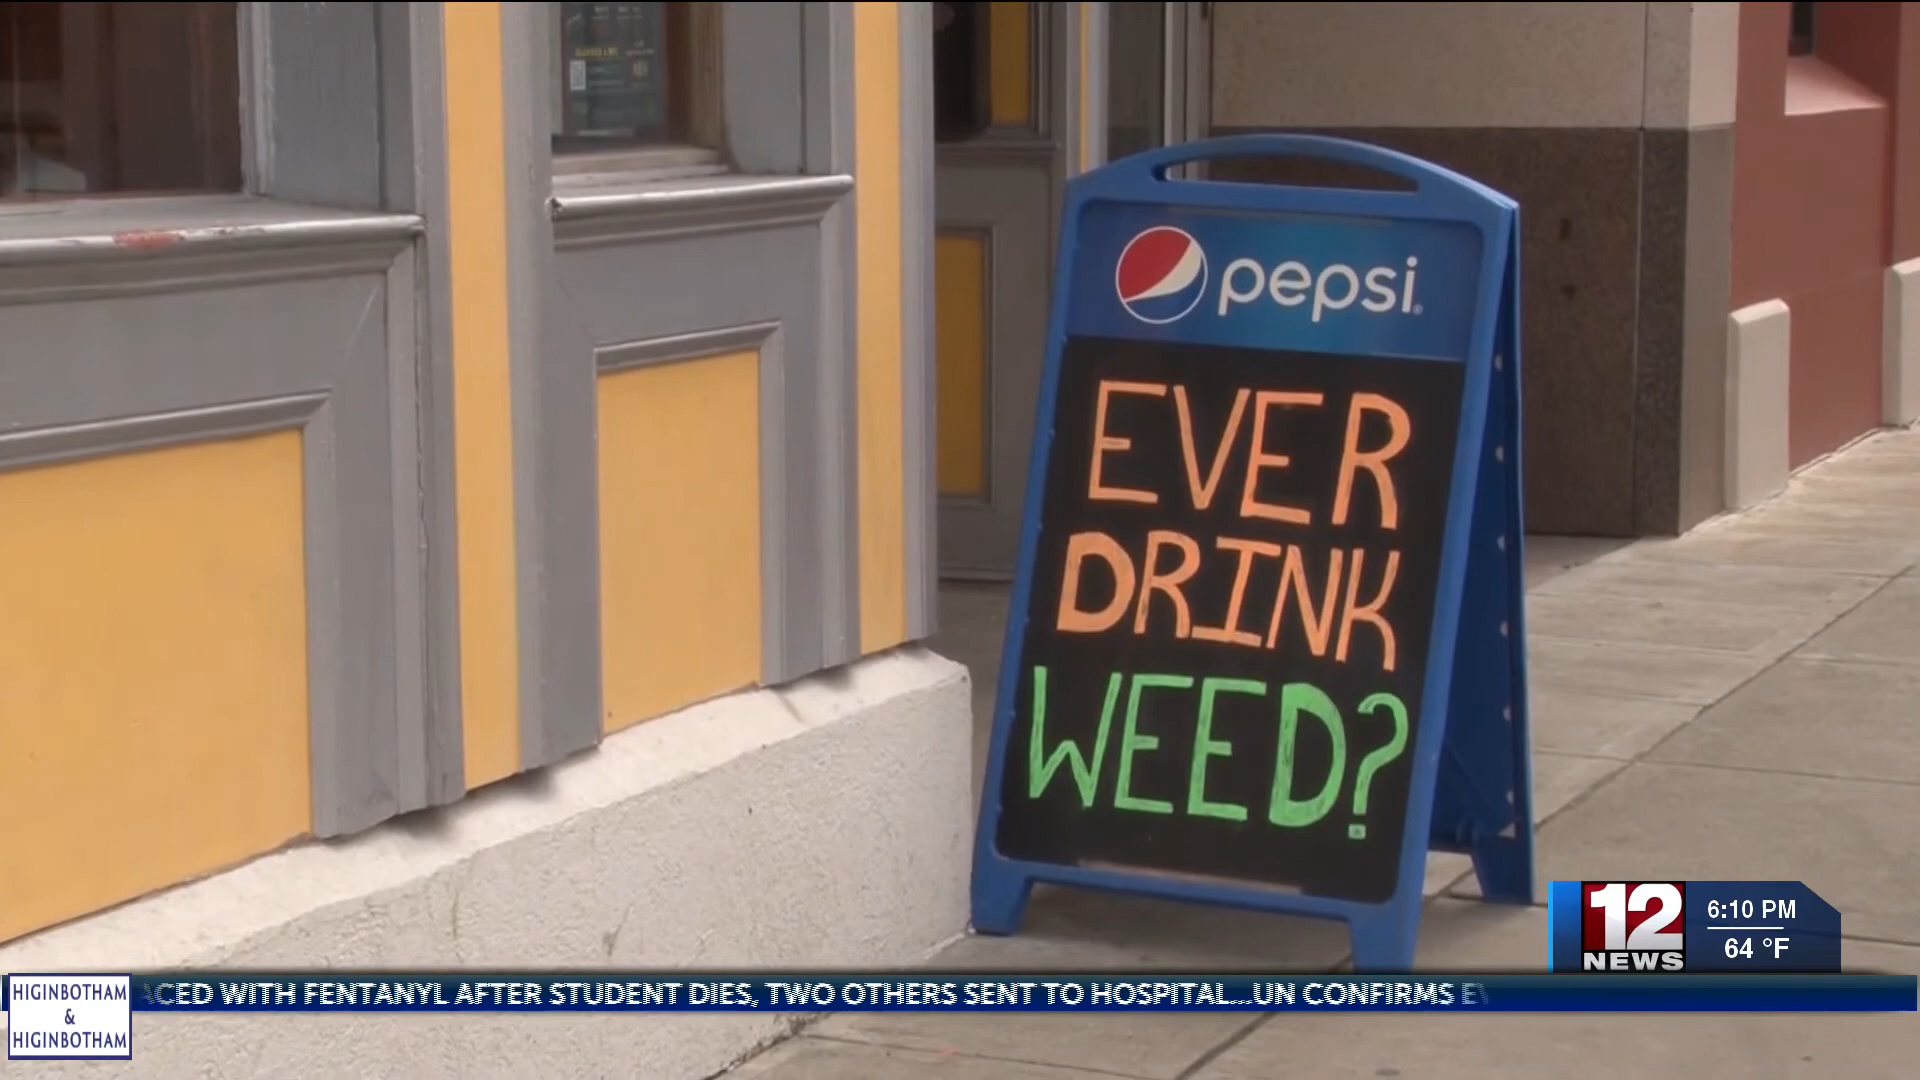 pepsi
EVER
DRINK
WEED?
12
NEWS
6:10 PM
64 °F
HIGINBOTHAM
&
HIGINBOTHAM
WITH FENTANYL AFTER STUDENT DIES, TWO OTHERS SENT TO HOSPITAL...UN CONFIRMS